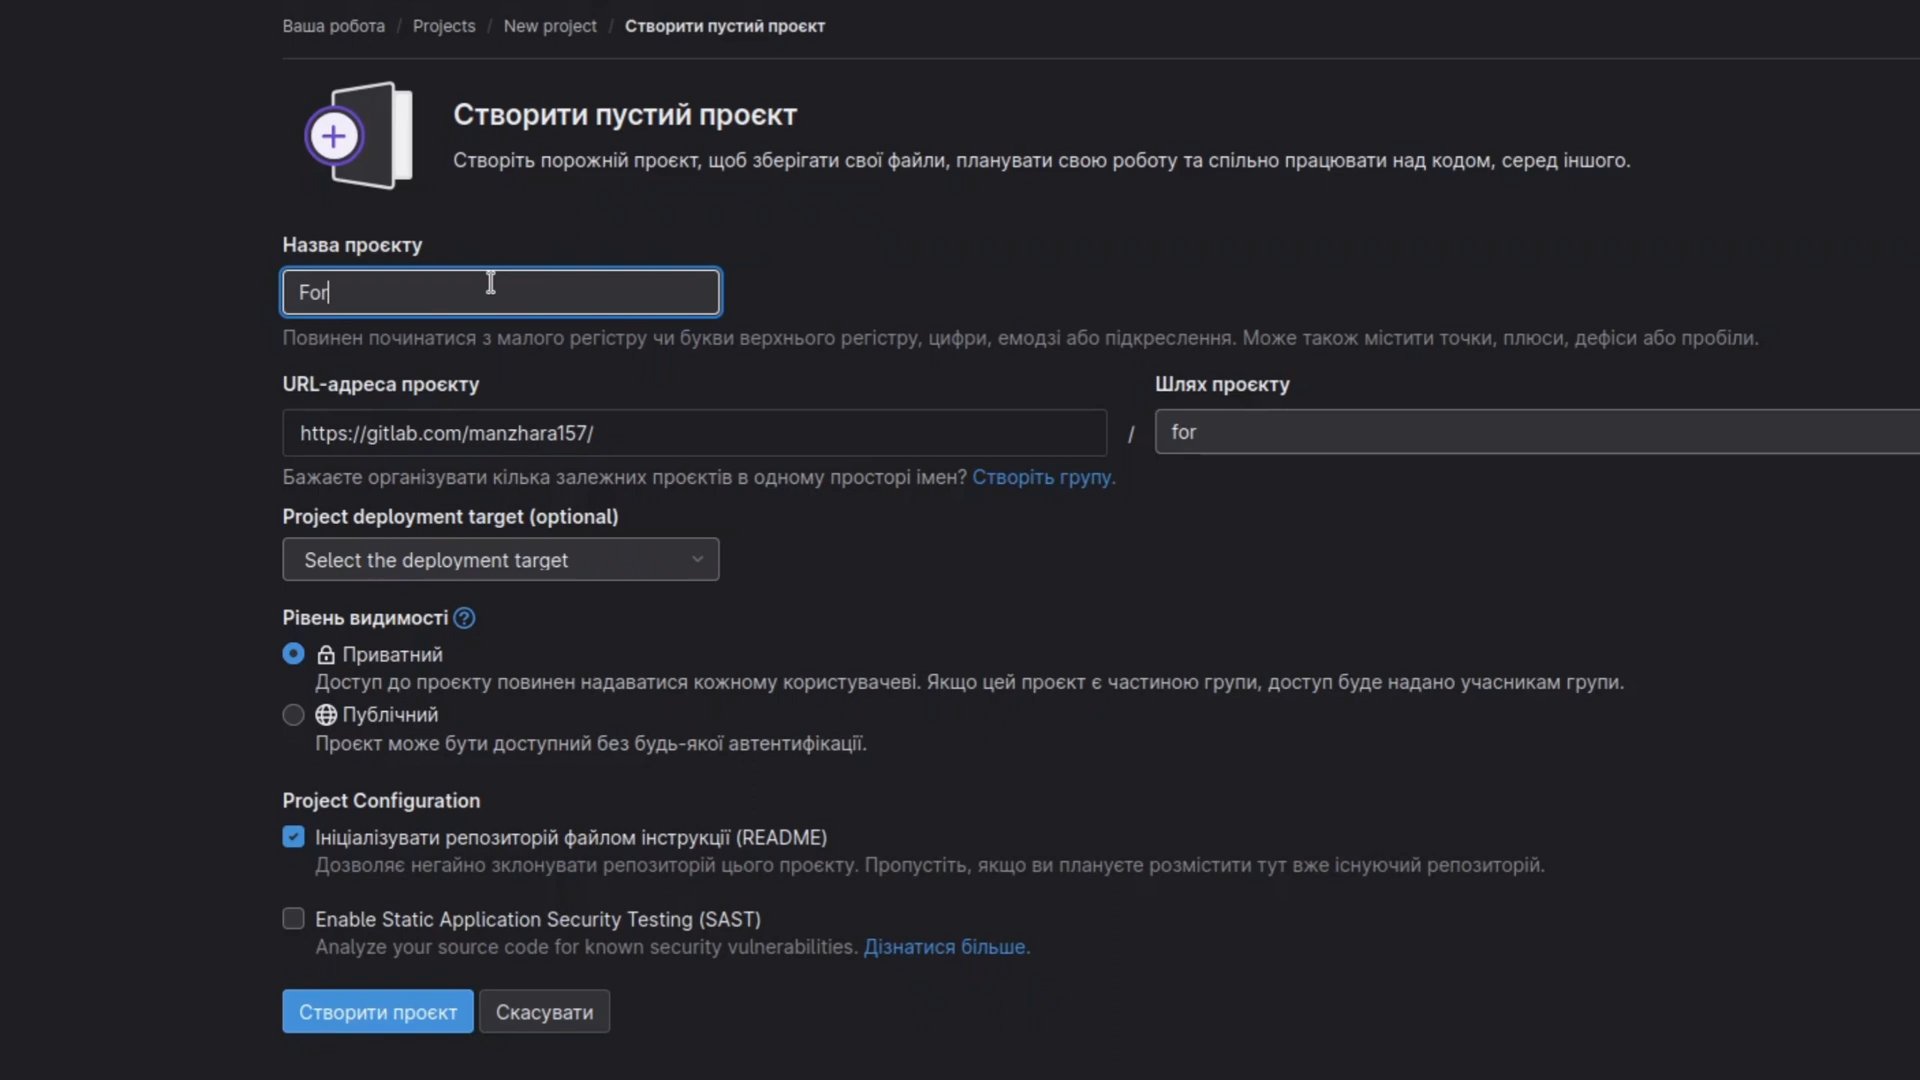 Ваша робота / Projects / New project / Створити пустий проєкт
Створити пустий проєкт
Створіть порожній проєкт, щоб зберігати свої файли, планувати свою роботу та спільно працювати над кодом, серед іншого.
Назва проєкту
For
Повинен починатися з малого регістру чи букви верхнього регістру, цифри, емодзі або підкреслення. Може також містити точки, плюси, дефіси або пробіли.
URL-адреса проєкту
Шлях проєкту
https://gitlab.com/manzhara157/ / for
Бажаєте організувати кілька залежних проєктів в одному просторі імен? Створіть групу.
Project deployment target (optional)
Select the deployment target
Рівень видимості
Приватний
Доступ до проєкту повинен надаватися кожному користувачеві. Якщо цей проєкт є частиною групи, доступ буде надано учасникам групи.
Публічний
Проєкт може бути доступний без будь-якої автентифікації.
Project Configuration
Ініціалізувати репозиторій файлом інструкції (README)
Дозволяє негайно зклонувати репозиторій цього проєкту. Пропустіть, якщо ви плануєте розмістити тут вже існуючий репозиторій.
Enable Static Application Security Testing (SAST)
Analyze your source code for known security vulnerabilities. Дізнатися більше.
Створити проєкт
Скасувати